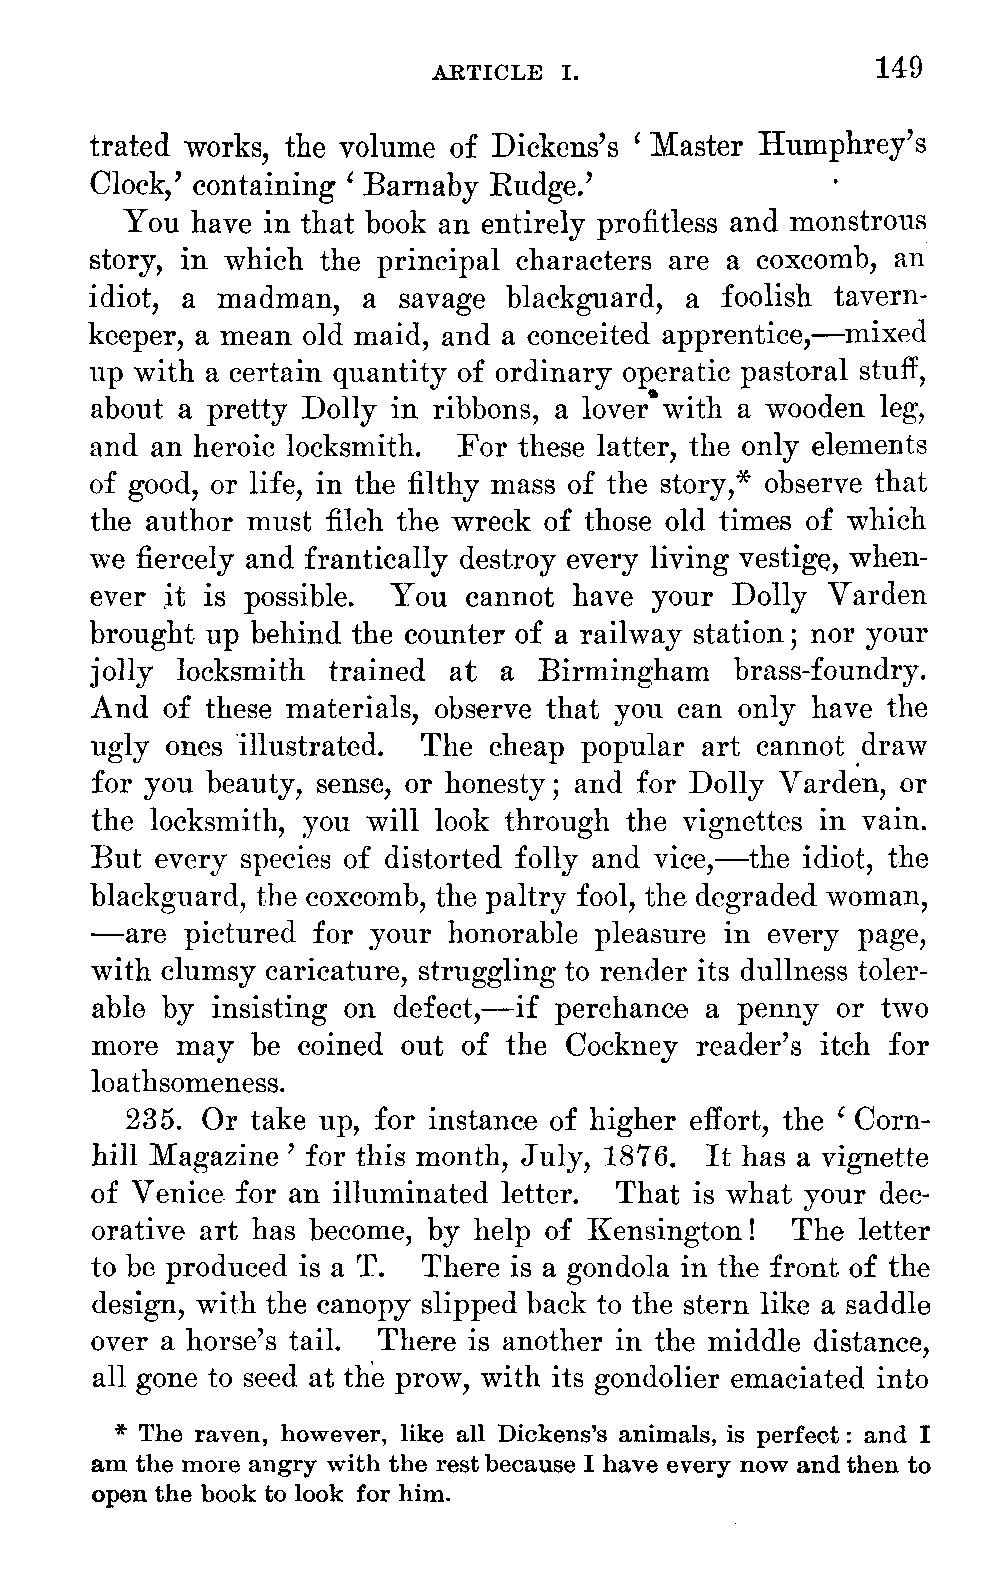 ARTICLE I. 149
trated works, the volume of Dickens's ‘ Master Humphrey's
Clock,’ containing ‘ Barnaby Rudge.’
You have in that book an entirely profitless and monstrous
story, in which the principal characters are a coxcomb, an
idiot, a madman, a savage blackguard, a foolish tavern-
keeper, a mean old maid, and a conceited apprentice,—mixed
up with a certain quantity of ordinary operatic pastoral stuff,
about a pretty Dolly in ribbons, a lover with a wooden leg,
and an heroic locksmith. For these latter, the only elements
of good, or life, in the filthy mass of the story,* observe that
the author must filch the wreck of those old times of which
we fiercely and frantically destroy every living vestige, when-
ever it is possible. You cannot have your Dolly Varden
brought up behind the counter of a railway station; nor your
jolly locksmith trained at a Birmingham brass-foundry.
And of these materials, observe that you can only have the
ugly ones illustrated. The cheap popular art cannot draw
for you beauty, sense, or honesty; and for Dolly Varden, or
the locksmith, you will look through the vignettes in vain.
But every species of distorted folly and vice,—the idiot, the
blackguard, the coxcomb, the paltry fool, the degraded woman,
—are pictured for your honorable pleasure in every page,
with clumsy caricature, struggling to render its dullness toler-
able by insisting on defect,—if perchance a penny or two
more may be coined out of the Cockney reader's itch for
loathsomeness.
235. Or take up, for instance of higher effort, the ‘ Corn-
hill Magazine ’ for this month, July, 1876. It has a vignette
of Venice for an illuminated letter. That is what your dec-
orative art has become, by help of Kensington! The letter
to be produced is a T. There is a gondola in the front of the
design, with the canopy slipped back to the stern like a saddle
over a horse's tail. There is another in the middle distance,
all gone to seed at the prow, with its gondolier emaciated into
* The raven, however, like all Dickens's animals, is perfect: and I
am the more angry with the rest because I have every now and then to
open the book to look for him.